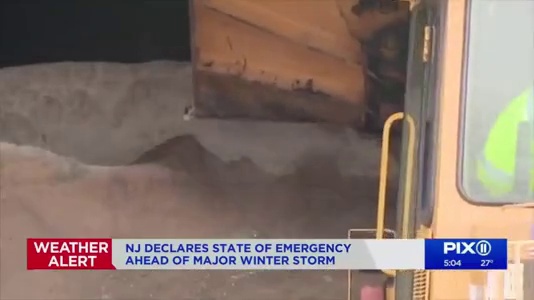 WEATHER ALERT
NJ DECLARES STATE OF EMERGENCY
AHEAD OF MAJOR WINTER STORM
PIX11
5:04 27°